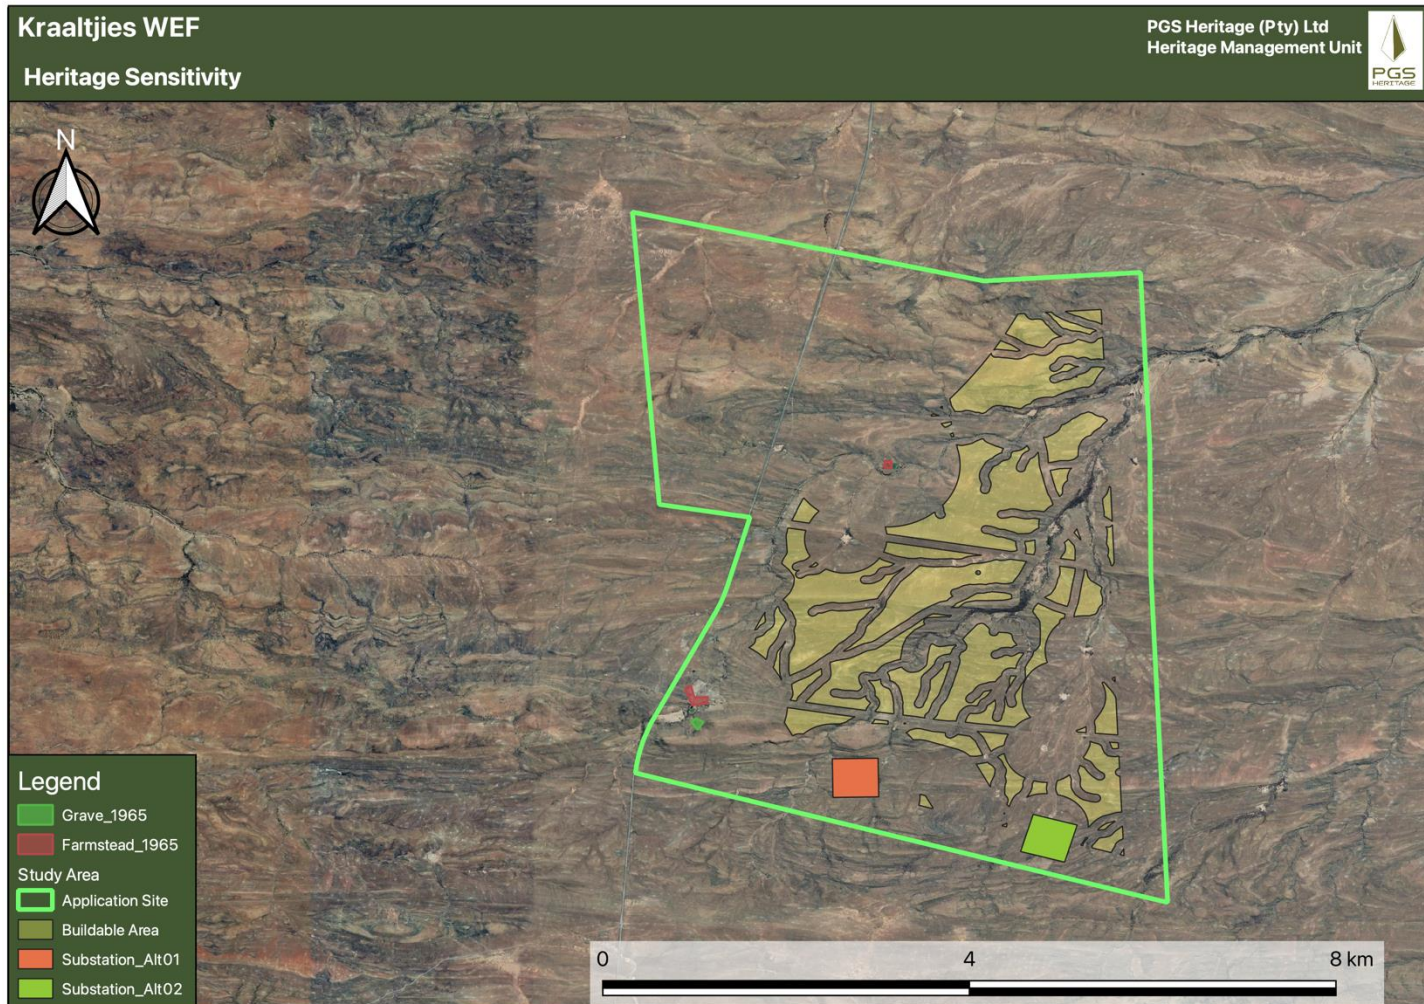 Kraaltjies WEF
Heritage Sensitivity
PGS Heritage (Pty) Ltd
Heritage Management Unit
PGS
HERITAGE
N
Legend
Grave_1965
Farmstead_1965
Study Area
Application Site
Buildable Area
Substation_Alt01
Substation_Alt02
0 4 8 km